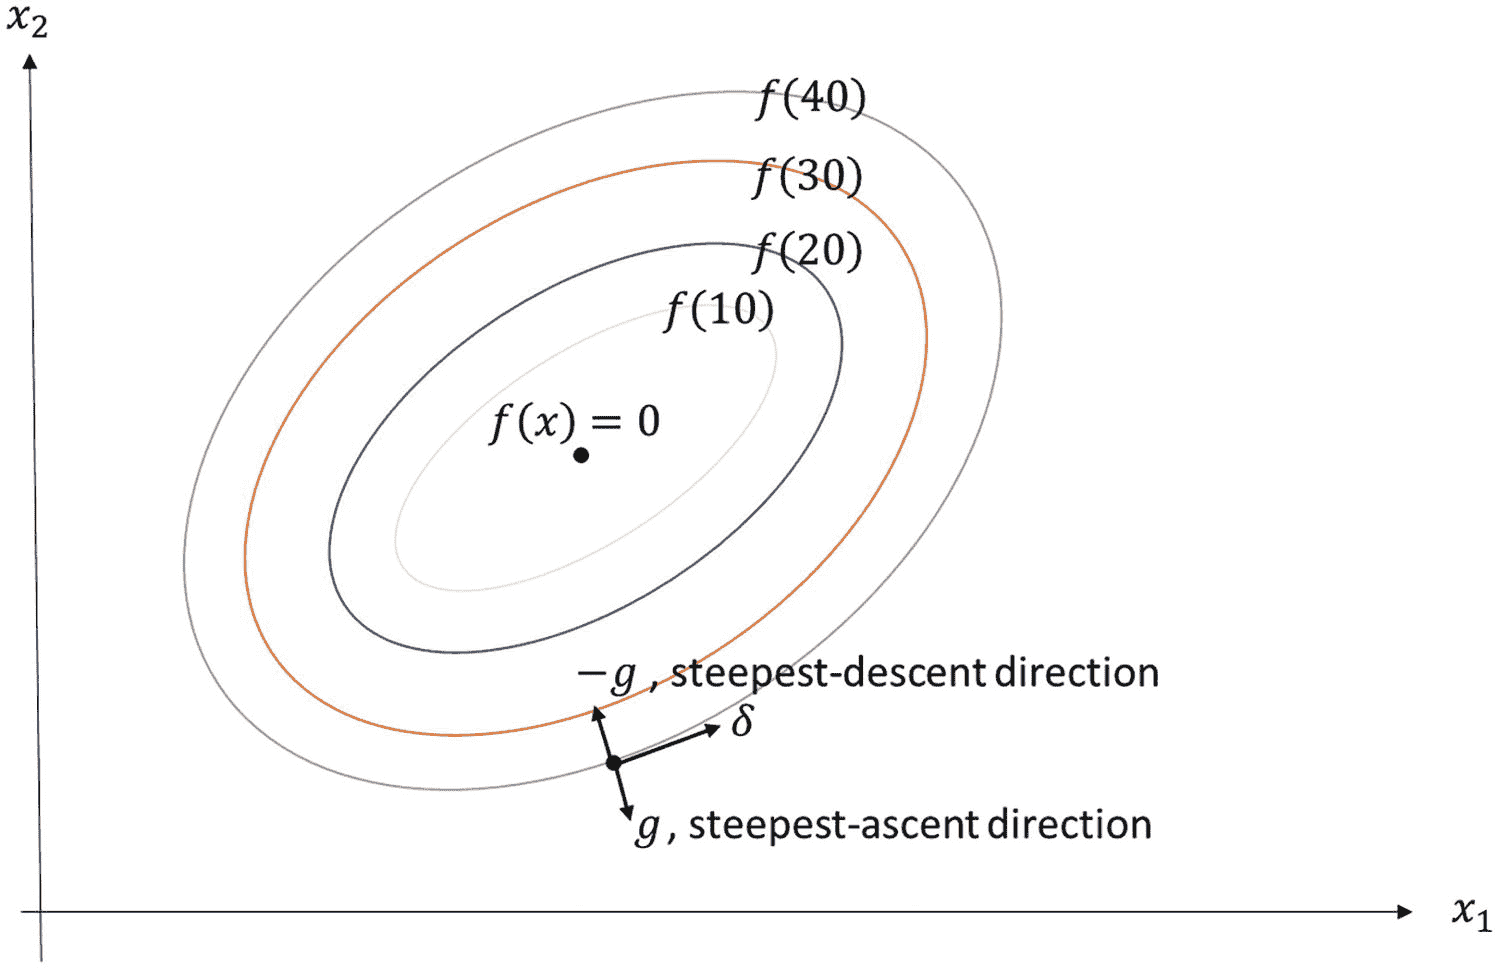 x₂
f(40)
f(30)
f(20)
f(10)
f(x) = 0
−g , steepest-descent direction
δ
g, steepest-ascent direction
x₁